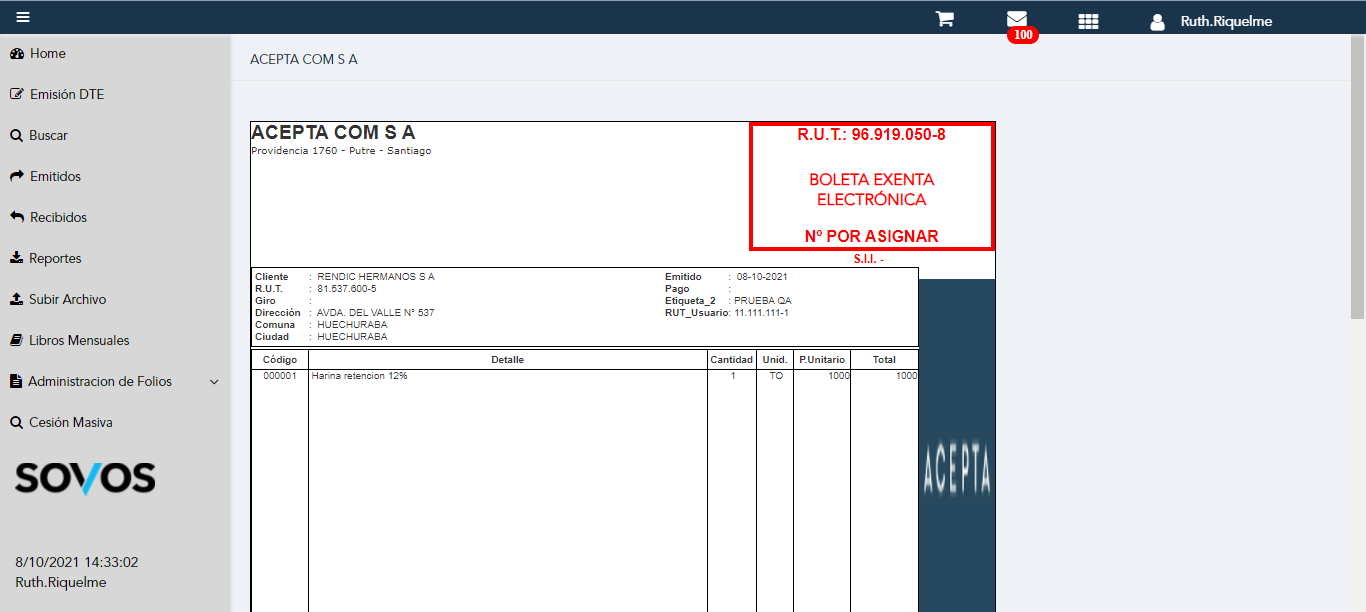 Ruth.Riquelme
100
Home
Emisión DTE
Buscar
Emitidos
Recibidos
Reportes
Subir Archivo
Libros Mensuales
Administracion de Folios
Cesión Masiva
SOVOS
8/10/2021 14:33:02
Ruth.Riquelme
ACEPTA COM S A
ACEPTA COM S A
Providencia 1760 - Putre - Santiago
R.U.T.: 96.919.050-8
BOLETA EXENTA
ELECTRÓNICA
Nº POR ASIGNAR
S.I.I. -
Cliente : RENDIC HERMANOS S A
R.U.T. : 81.537.600-5
Giro :
Dirección : AVDA. DEL VALLE N° 537
Comuna : HUECHURABA
Ciudad : HUECHURABA
Emitido : 08-10-2021
Pago :
Etiqueta_2 : PRUEBA QA
RUT_Usuario: 11.111.111-1
Código Detalle Cantidad Unid. P.Unitario Total
000001 Harina retencion 12% 1 TO 1000 1000
ACEPTA